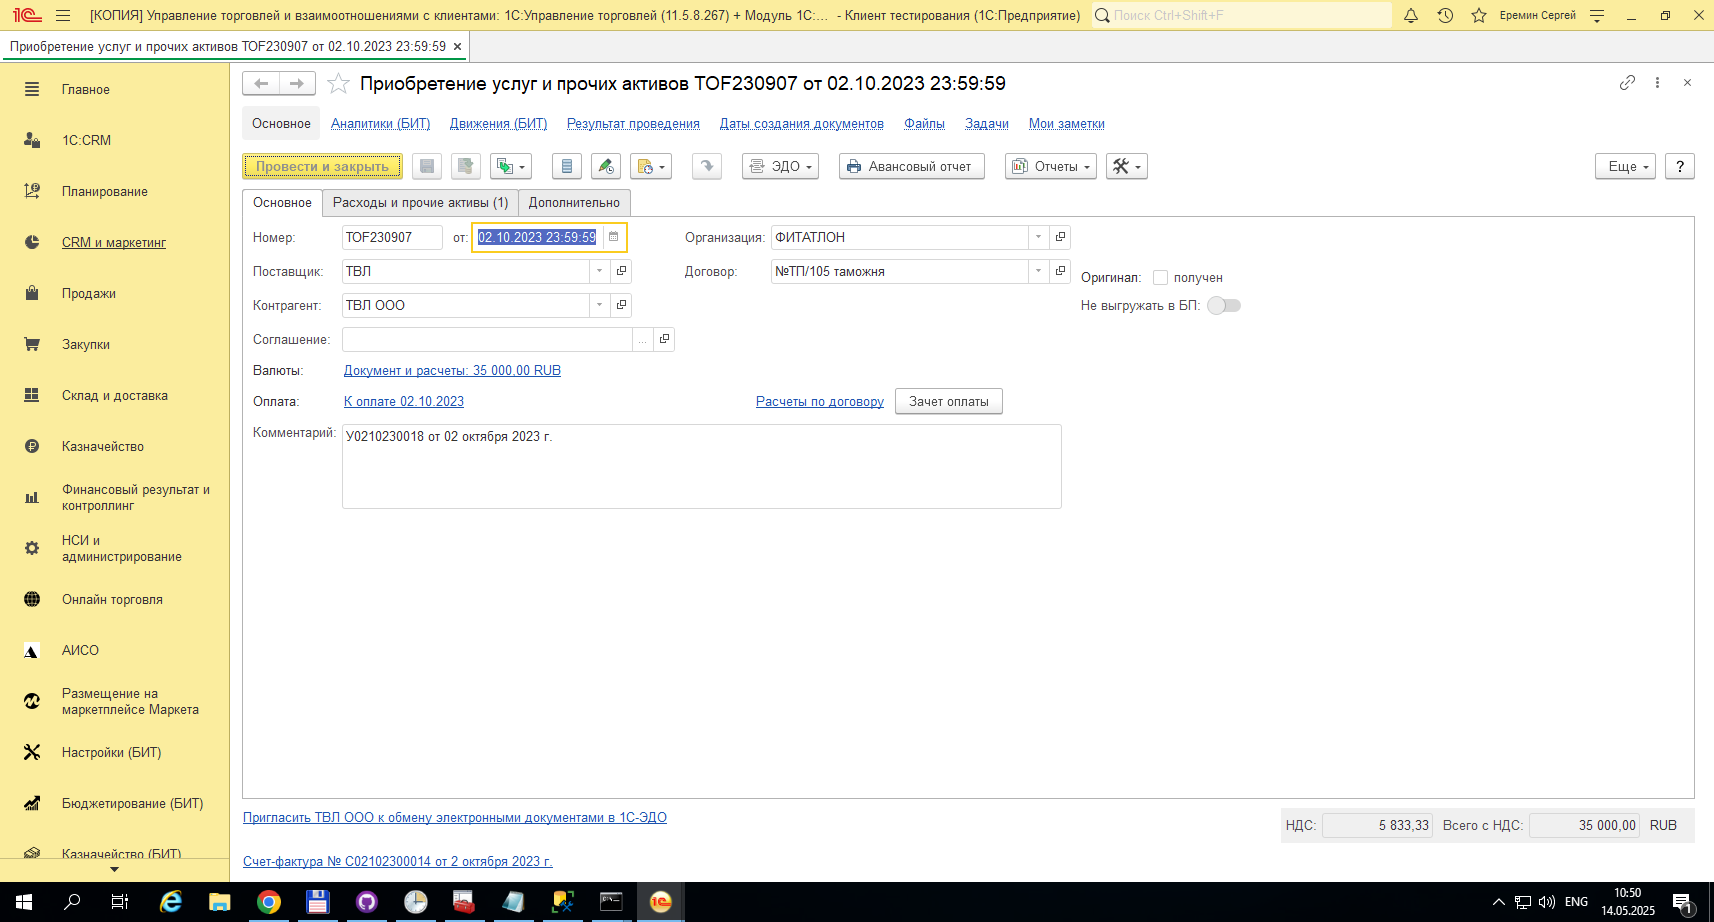 [КОПИЯ] Управление торговлей и взаимоотношениями с клиентами: 1С:Управление торговлей (11.5.8.267) + Модуль 1С:... - Клиент тестирования (1С:Предприятие)
Поиск Ctrl+Shift+F
Еремин Сергей
Приобретение услуг и прочих активов TOF230907 от 02.10.2023 23:59:59
Главное
1С:CRM
Планирование
CRM и маркетинг
Продажи
Закупки
Склад и доставка
Казначейство
Финансовый результат и
контроллинг
НСИ и
администрирование
Онлайн торговля
АИСО
Размещение на
маркетплейсе Маркета
Настройки (БИТ)
Бюджетирование (БИТ)
Казначейство (БИТ)
Приобретение услуг и прочих активов TOF230907 от 02.10.2023 23:59:59
Основное Аналитики (БИТ) Движения (БИТ) Результат проведения Даты создания документов Файлы Задачи Мои заметки
Провести и закрыть ЭДО Авансовый отчет Отчеты Еще ?
Основное Расходы и прочие активы (1) Дополнительно
Номер: TOF230907 от: 02.10.2023 23:59:59 Организация: ФИТАТЛОН
Поставщик: ТВЛ Договор: №ТП/105 таможня Оригинал: получен
Контрагент: ТВЛ ООО Не выгружать в БП:
Соглашение: ...
Валюты: Документ и расчеты: 35 000,00 RUB
Оплата: К оплате 02.10.2023 Расчеты по договору Зачет оплаты
Комментарий: У0210230018 от 02 октября 2023 г.
Пригласить ТВЛ ООО к обмену электронными документами в 1С-ЭДО
НДС: 5 833,33 Всего с НДС: 35 000,00 RUB
Счет-фактура № С02102300014 от 2 октября 2023 г.
ENG
10:50
14.05.2025
1